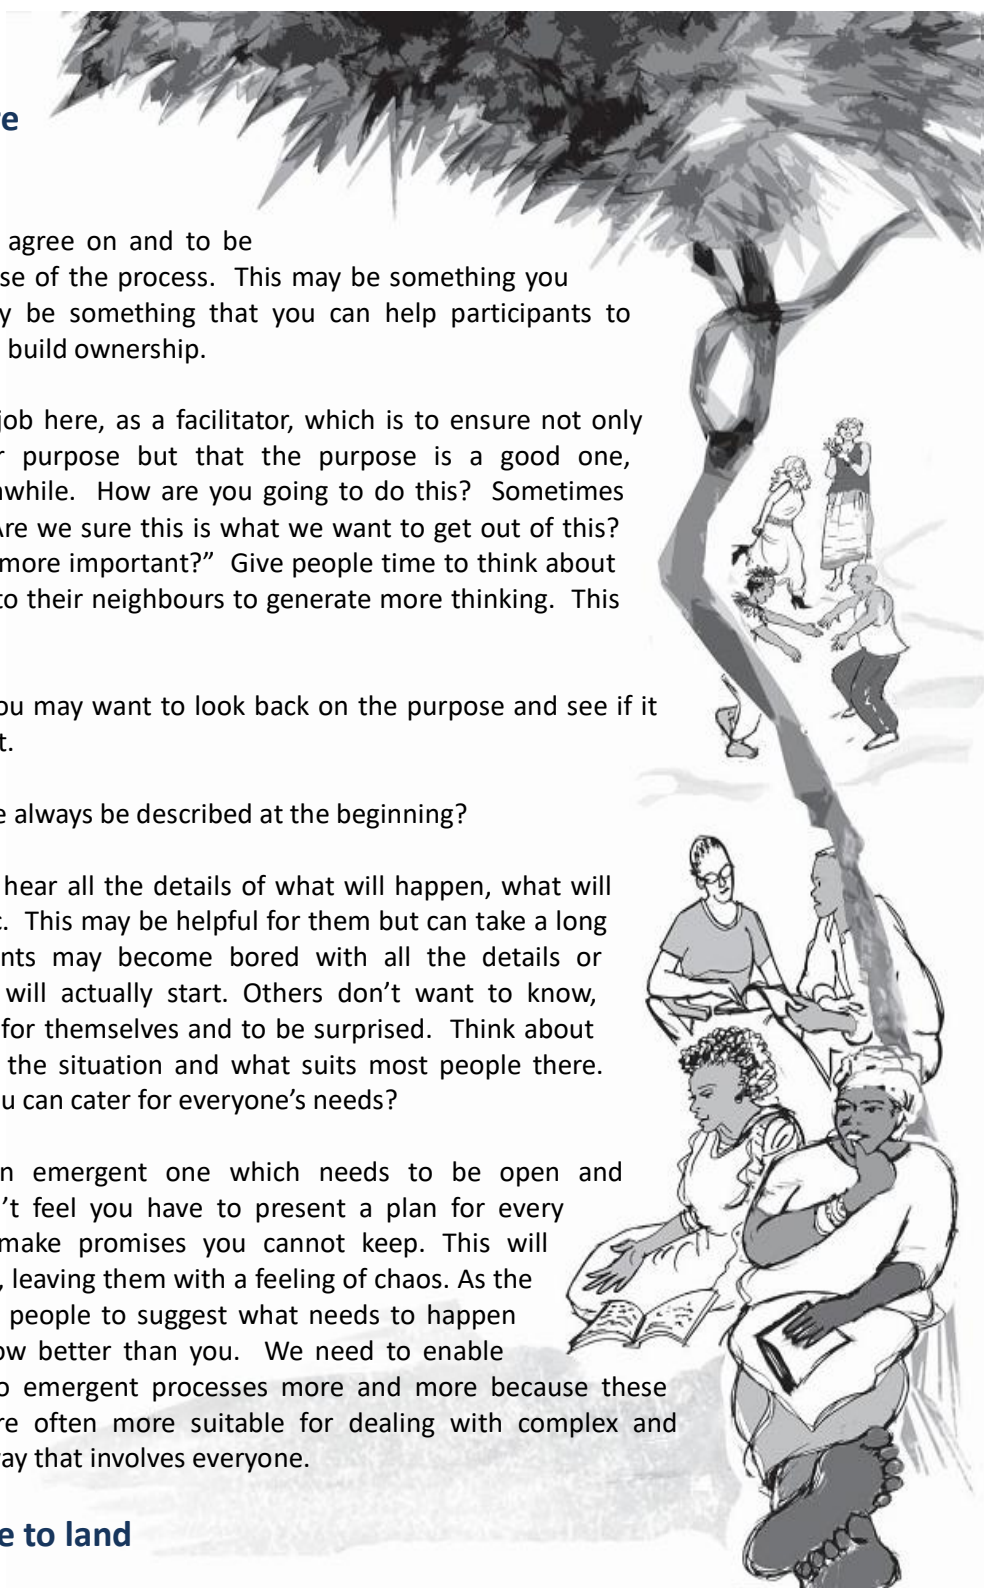 e
agree on and to be
se of the process. This may be something you
y be something that you can help participants to
build ownership.
job here, as a facilitator, which is to ensure not only
r purpose but that the purpose is a good one,
while. How are you going to do this? Sometimes
Are we sure this is what we want to get out of this?
more important?” Give people time to think about
to their neighbours to generate more thinking. This
ou may want to look back on the purpose and see if it
t.
e always be described at the beginning?
hear all the details of what will happen, what will
c. This may be helpful for them but can take a long
nts may become bored with all the details or
will actually start. Others don’t want to know,
for themselves and to be surprised. Think about
the situation and what suits most people there.
u can cater for everyone’s needs?
n emergent one which needs to be open and
’t feel you have to present a plan for every
make promises you cannot keep. This will
, leaving them with a feeling of chaos. As the
people to suggest what needs to happen
ow better than you. We need to enable
o emergent processes more and more because these
re often more suitable for dealing with complex and
ay that involves everyone.
e to land